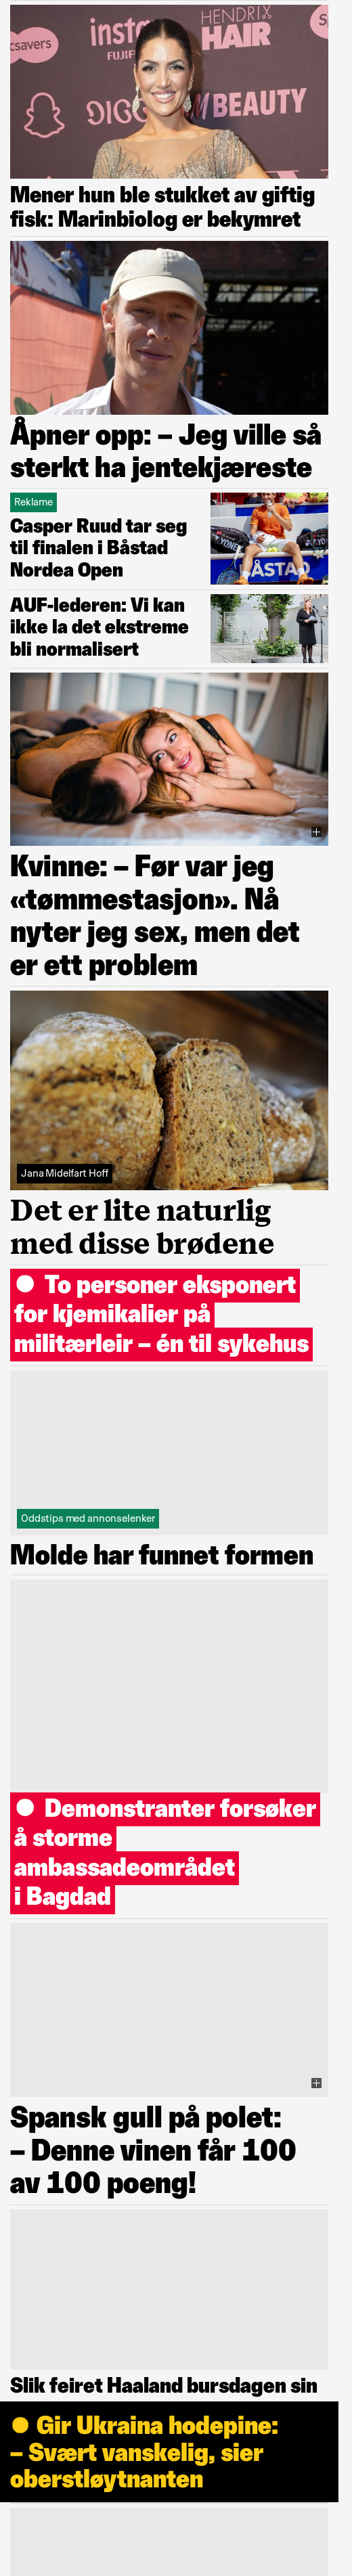 csavers
insta
FUJIF
HENDRIX
HAIR
S
DIGG
M BEAUTY
Mener hun ble stukket av giftig
fisk: Marinbiolog er bekymret
Åpner opp: – Jeg ville så
sterkt ha jentekjæreste
Reklame
Casper Ruud tar seg
til finalen i Båstad
Nordea Open
YONEX
BÅSTAD
AUF-lederen: Vi kan
ikke la det ekstreme
bli normalisert
Kvinne: – Før var jeg
«tømmestasjon». Nå
nyter jeg sex, men det
er ett problem
Jana Midelfart Hoff
Det er lite naturlig
med disse brødene
To personer eksponert
for kjemikalier på
militærleir – én til sykehus
Oddstips med annonselenker
Molde har funnet formen
Demonstranter forsøker
å storme
ambassadeområdet
i Bagdad
Spansk gull på polet:
– Denne vinen får 100
av 100 poeng!
Slik feiret Haaland bursdagen sin
Gir Ukraina hodepine:
– Svært vanskelig, sier
oberstløytnanten